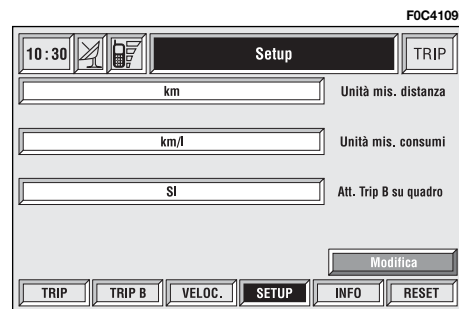 F0C4109
10:30 Setup TRIP
km Unità mis. distanza
km/l Unità mis. consumi
SI Att. Trip B su quadro
Modifica
TRIP TRIP B VELOC. SETUP INFO RESET